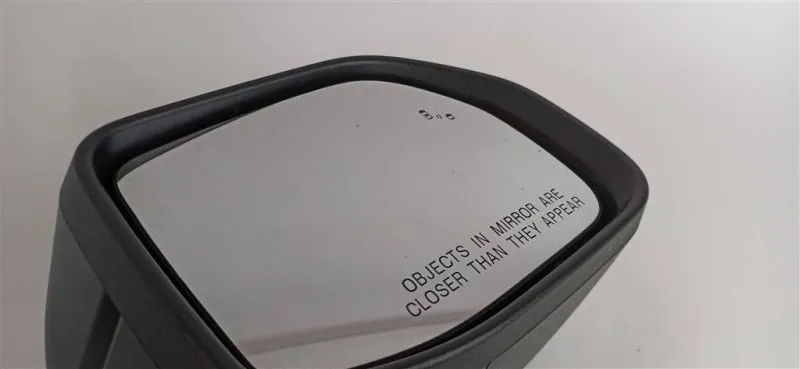 OBJECTS IN MIRROR ARE
CLOSER THAN THEY APPEAR